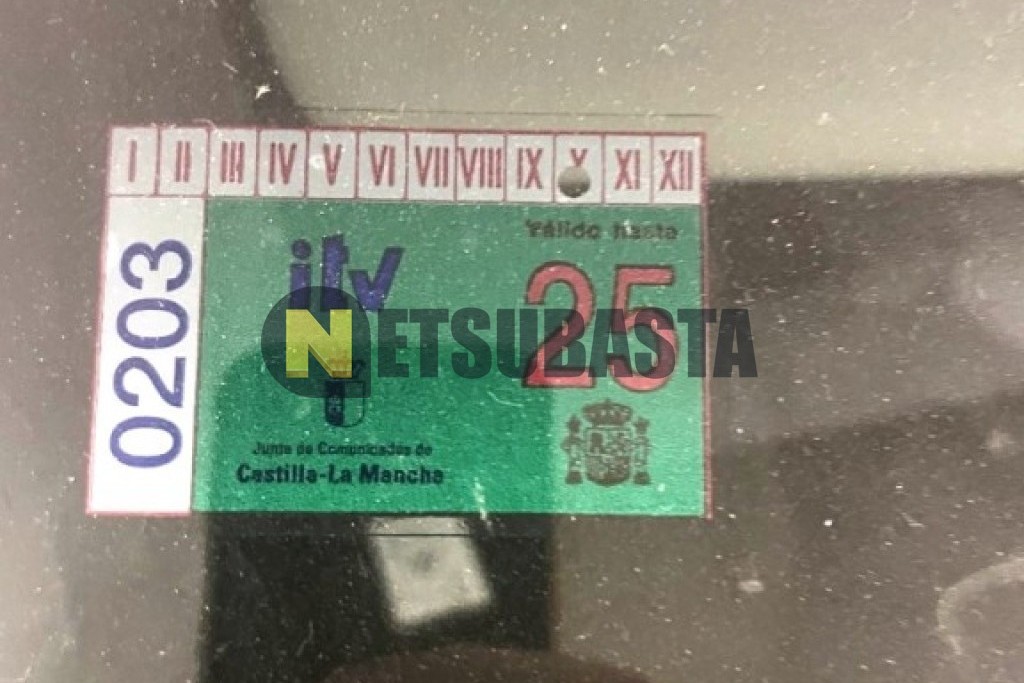 I II III IV V VI VII VIII IX X XI XII
Válido hasta
0203
itv
25
NETSUBASTA
Junta de Comunidades de
Castilla-La Mancha